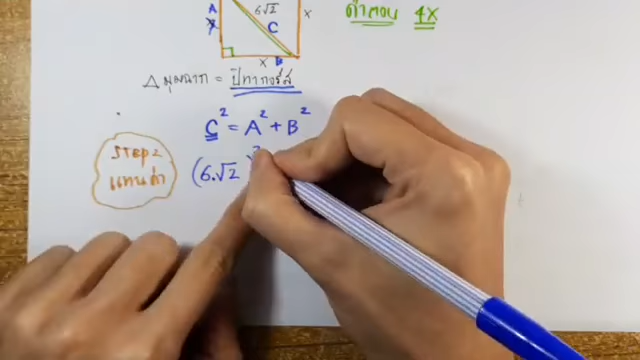 A 6√2 x
คำตอบ 4x
C
x B
Δ มุมฉาก = ปีทาโกรัส
C² = A² + B²
STEP 2
แทนค่า
(6.√2)²